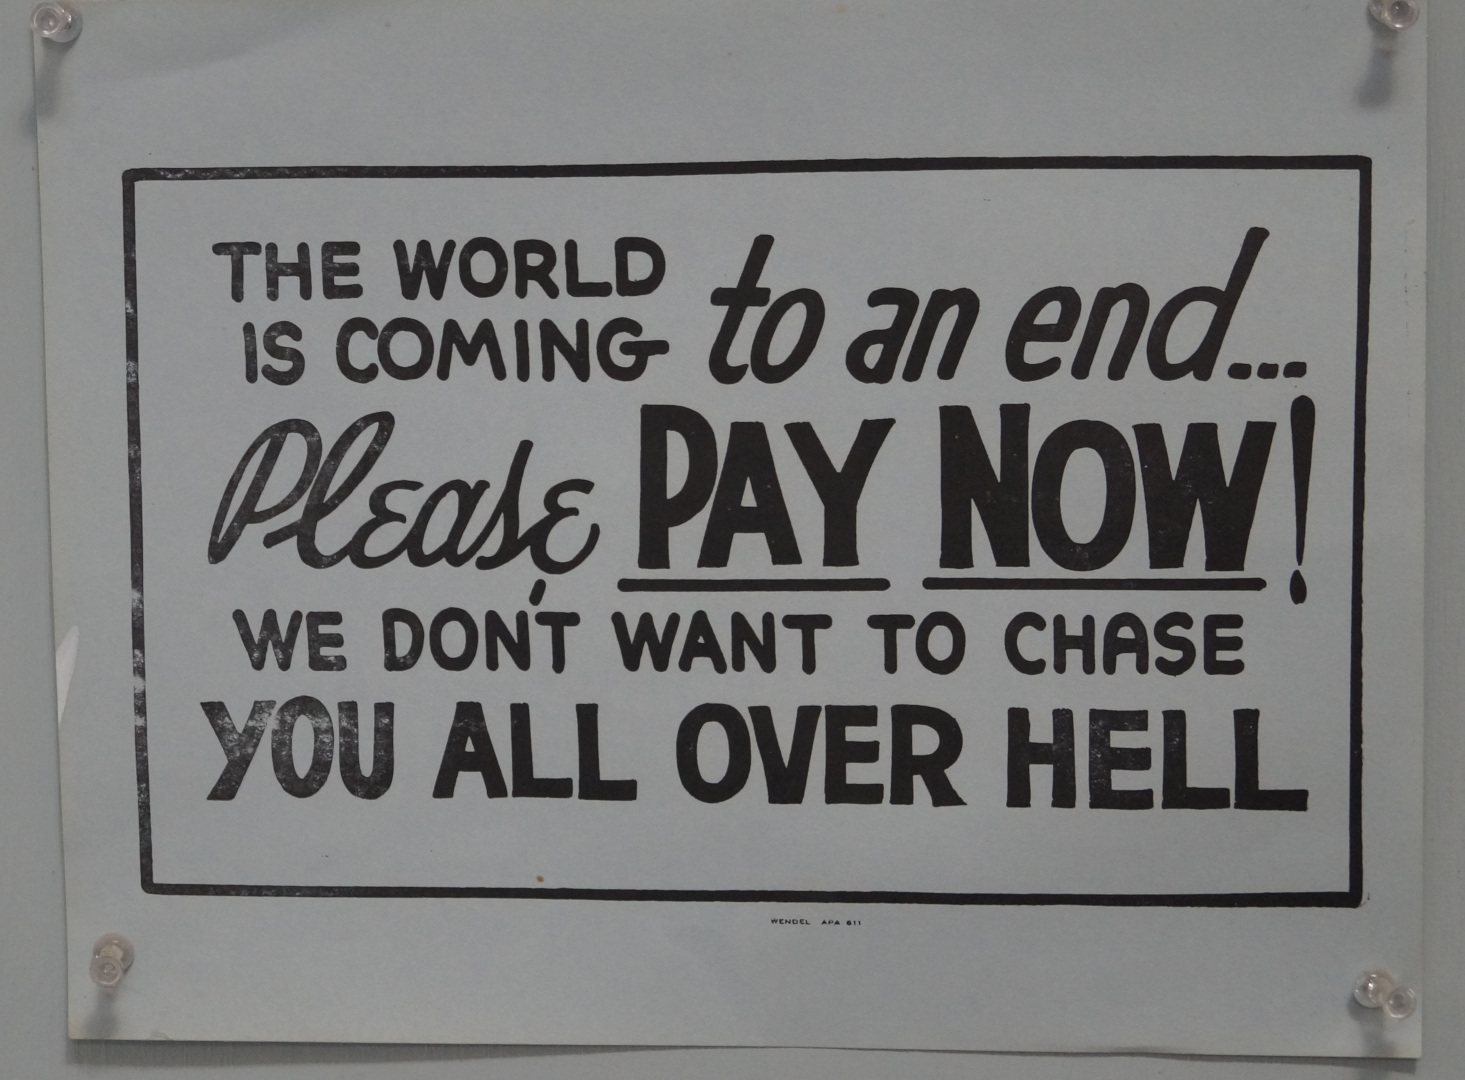 THE WORLD
IS COMING to an end...
Please PAY NOW!
WE DON'T WANT TO CHASE
YOU ALL OVER HELL
WENDEL APA 611